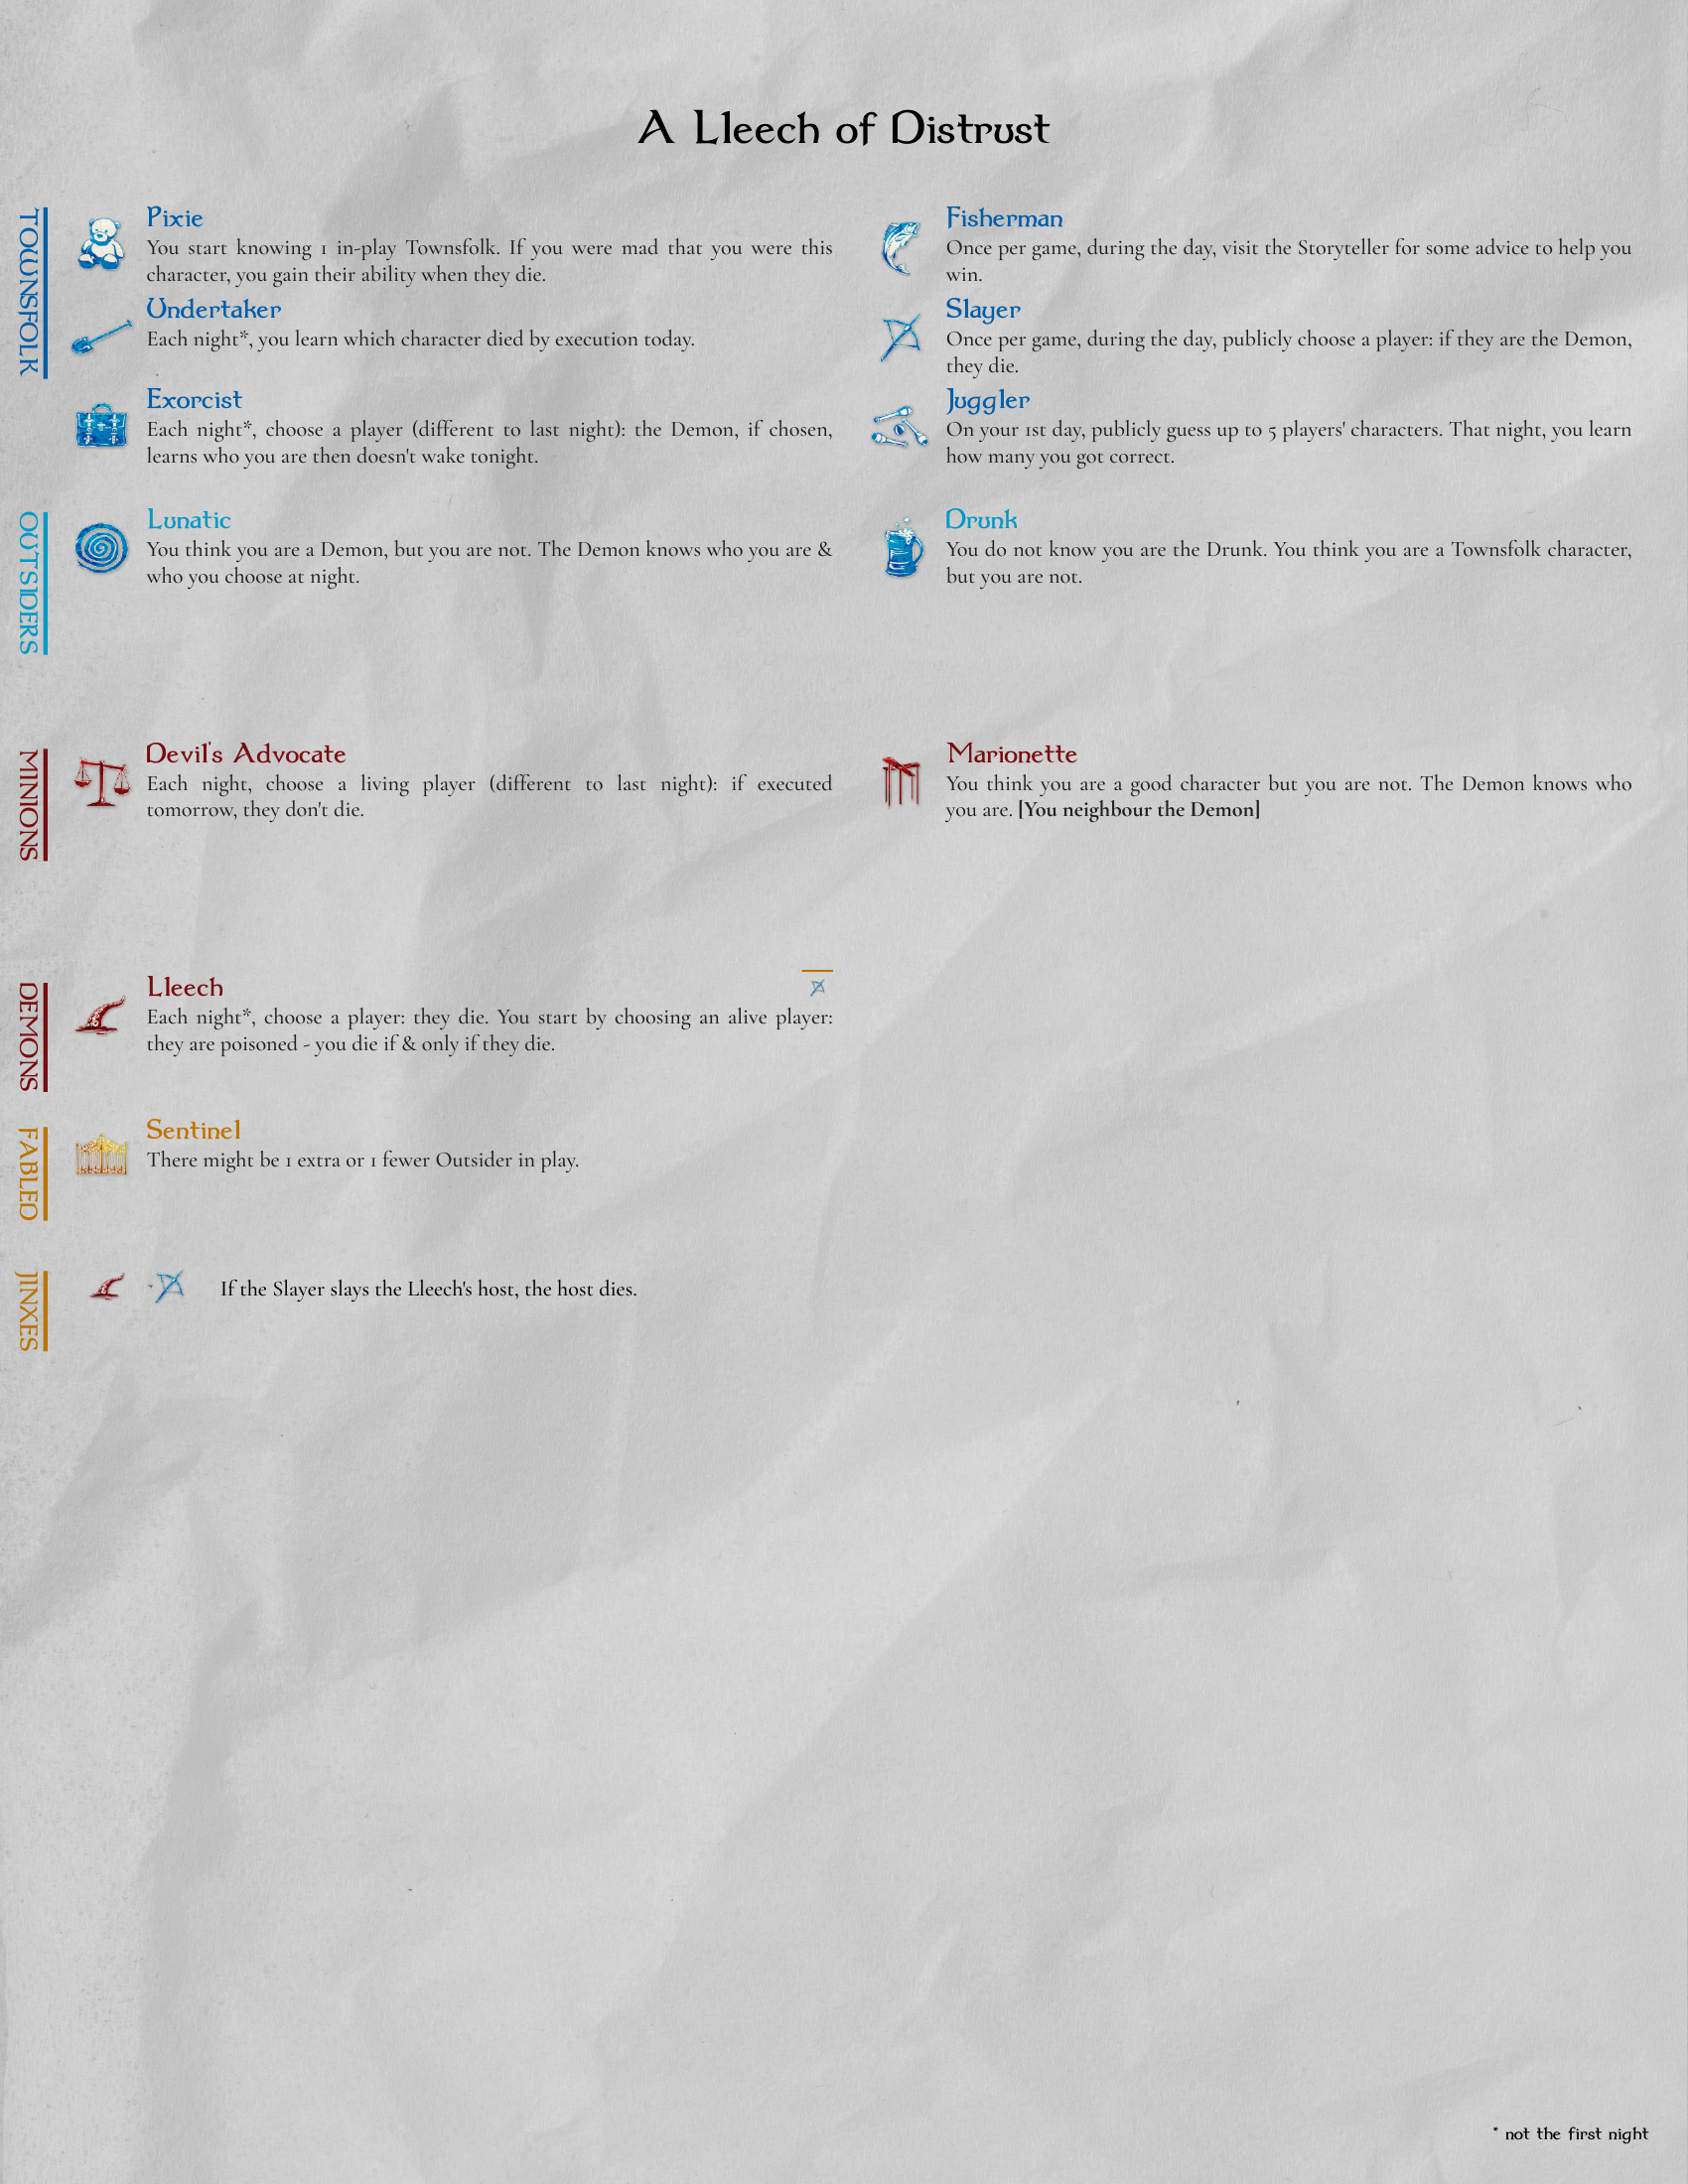 A Lleech of Distrust
TOWNSFOLK
Pixie
You start knowing 1 in-play Townsfolk. If you were mad that you were this
character, you gain their ability when they die.
Fisherman
Once per game, during the day, visit the Storyteller for some advice to help you
win.
Undertaker
Each night*, you learn which character died by execution today.
Slayer
Once per game, during the day, publicly choose a player: if they are the Demon,
they die.
Exorcist
Each night*, choose a player (different to last night): the Demon, if chosen,
learns who you are then doesn't wake tonight.
Juggler
On your 1st day, publicly guess up to 5 players' characters. That night, you learn
how many you got correct.
OUTSIDERS
Lunatic
You think you are a Demon, but you are not. The Demon knows who you are &
who you choose at night.
Drunk
You do not know you are the Drunk. You think you are a Townsfolk character,
but you are not.
MINIONS
Devil's Advocate
Each night, choose a living player (different to last night): if executed
tomorrow, they don't die.
Marionette
You think you are a good character but you are not. The Demon knows who
you are. [You neighbour the Demon]
DEMONS
Lleech
Each night*, choose a player: they die. You start by choosing an alive player:
they are poisoned - you die if & only if they die.
FABLED
Sentinel
There might be 1 extra or 1 fewer Outsider in play.
JINXES
If the Slayer slays the Lleech's host, the host dies.
* not the first night